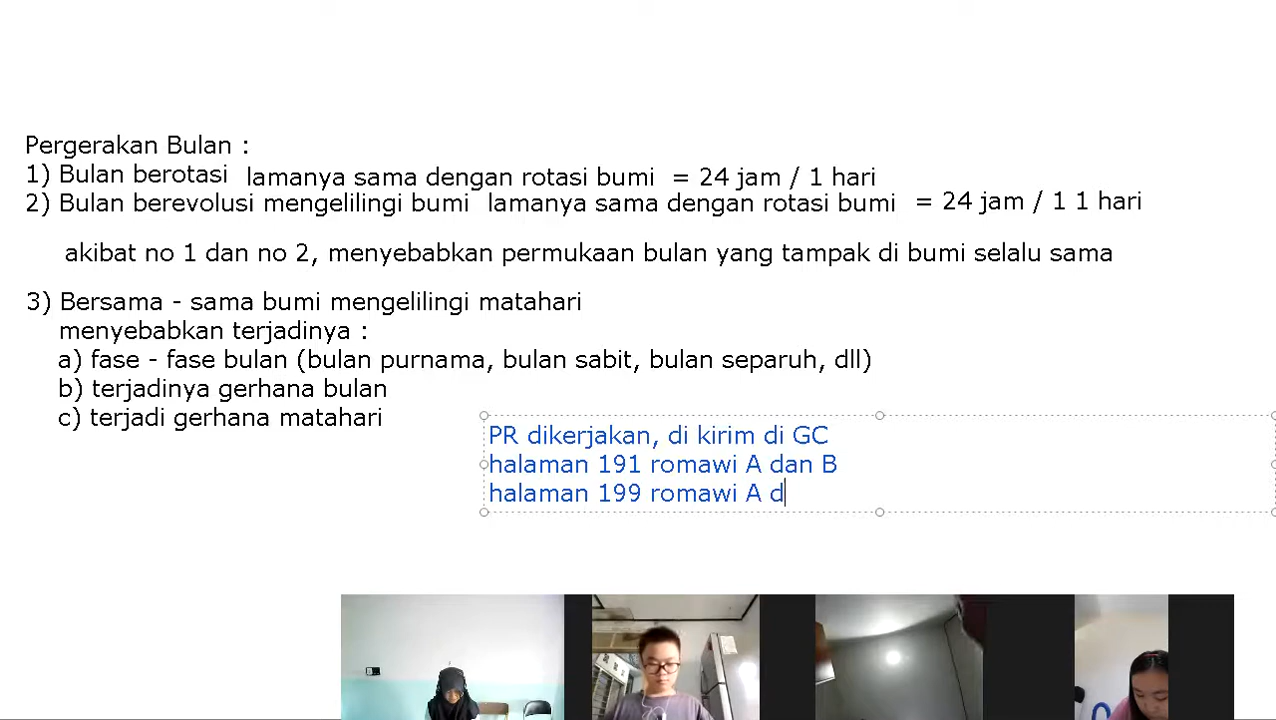 Pergerakan Bulan :
1) Bulan berotasi lamanya sama dengan rotasi bumi = 24 jam / 1 hari
2) Bulan berevolusi mengelilingi bumi lamanya sama dengan rotasi bumi = 24 jam / 1 1 hari
akibat no 1 dan no 2, menyebabkan permukaan bulan yang tampak di bumi selalu sama
3) Bersama - sama bumi mengelilingi matahari
menyebabkan terjadinya :
a) fase - fase bulan (bulan purnama, bulan sabit, bulan separuh, dll)
b) terjadinya gerhana bulan
c) terjadi gerhana matahari
PR dikerjakan, di kirim di GC
halaman 191 romawi A dan B
halaman 199 romawi A d